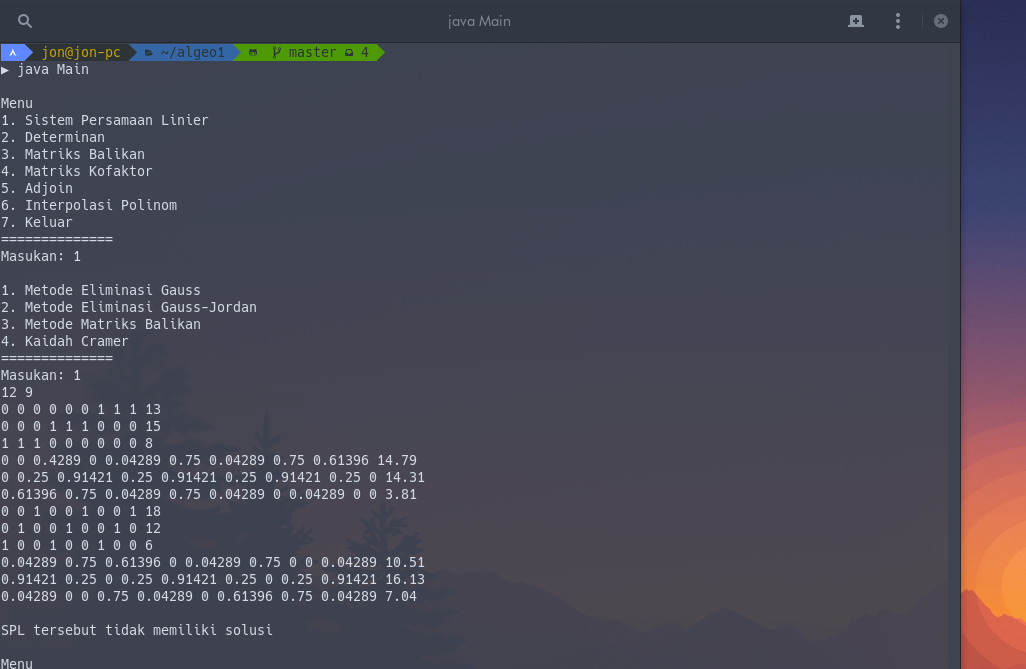 java Main
jon@jon-pc ~/algeo1 master 4
▶ java Main
Menu
1. Sistem Persamaan Linier
2. Determinan
3. Matriks Balikan
4. Matriks Kofaktor
5. Adjoin
6. Interpolasi Polinom
7. Keluar
==============
Masukan: 1
1. Metode Eliminasi Gauss
2. Metode Eliminasi Gauss-Jordan
3. Metode Matriks Balikan
4. Kaidah Cramer
==============
Masukan: 1
12 9
0 0 0 0 0 0 1 1 1 13
0 0 0 1 1 1 0 0 0 15
1 1 1 0 0 0 0 0 0 8
0 0 0.4289 0 0.04289 0.75 0.04289 0.75 0.61396 14.79
0 0.25 0.91421 0.25 0.91421 0.25 0.91421 0.25 0 14.31
0.61396 0.75 0.04289 0.75 0.04289 0 0.04289 0 0 3.81
0 0 1 0 0 1 0 0 1 18
0 1 0 0 1 0 0 1 0 12
1 0 0 1 0 0 1 0 0 6
0.04289 0.75 0.61396 0 0.04289 0.75 0 0 0.04289 10.51
0.91421 0.25 0 0.25 0.91421 0.25 0 0.25 0.91421 16.13
0.04289 0 0 0.75 0.04289 0 0.61396 0.75 0.04289 7.04
SPL tersebut tidak memiliki solusi
Menu